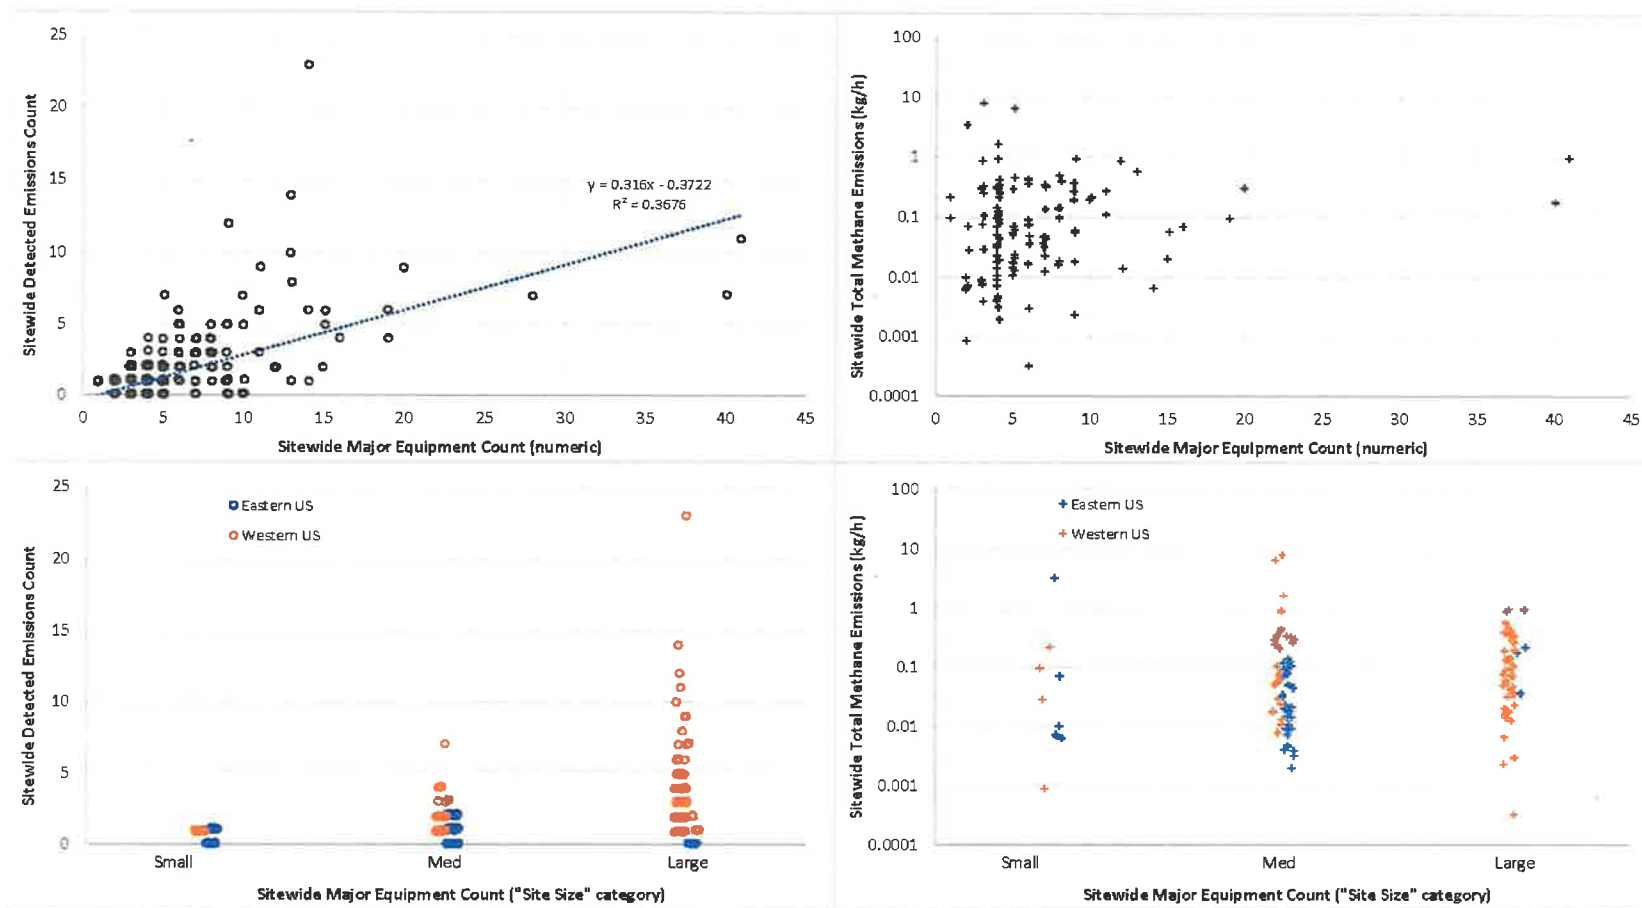 25
20
15
10
5
0
Sitewide Detected Emissions Count
y = 0.316x - 0.3722
R² = 0.3676
0 5 10 15 20 25 30 35 40 45
Sitewide Major Equipment Count (numeric)
100
10
1
0.1
0.01
0.001
0.0001
Sitewide Total Methane Emissions (kg/h)
0 5 10 15 20 25 30 35 40 45
Sitewide Major Equipment Count (numeric)
25
20
15
10
5
0
Sitewide Detected Emissions Count
Eastern US
Western US
Small Med Large
Sitewide Major Equipment Count ("Site Size" category)
100
10
1
0.1
0.01
0.001
0.0001
Sitewide Total Methane Emissions (kg/h)
Eastern US
Western US
Small Med Large
Sitewide Major Equipment Count ("Site Size" category)